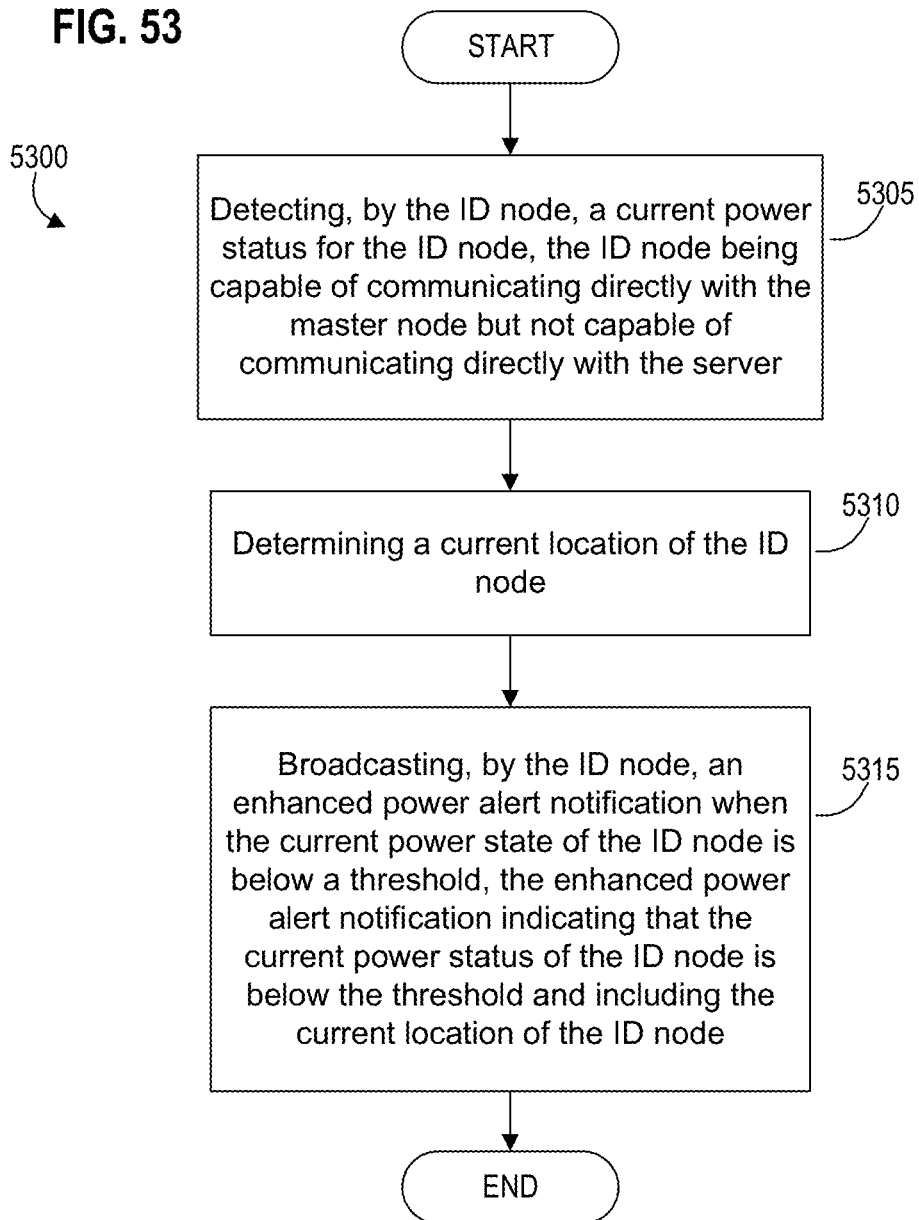 FIG. 53
START
5300
5305
Detecting, by the ID node, a current power
status for the ID node, the ID node being
capable of communicating directly with the
master node but not capable of
communicating directly with the server
5310
Determining a current location of the ID
node
5315
Broadcasting, by the ID node, an
enhanced power alert notification when
the current power state of the ID node is
below a threshold, the enhanced power
alert notification indicating that the
current power status of the ID node is
below the threshold and including the
current location of the ID node
END